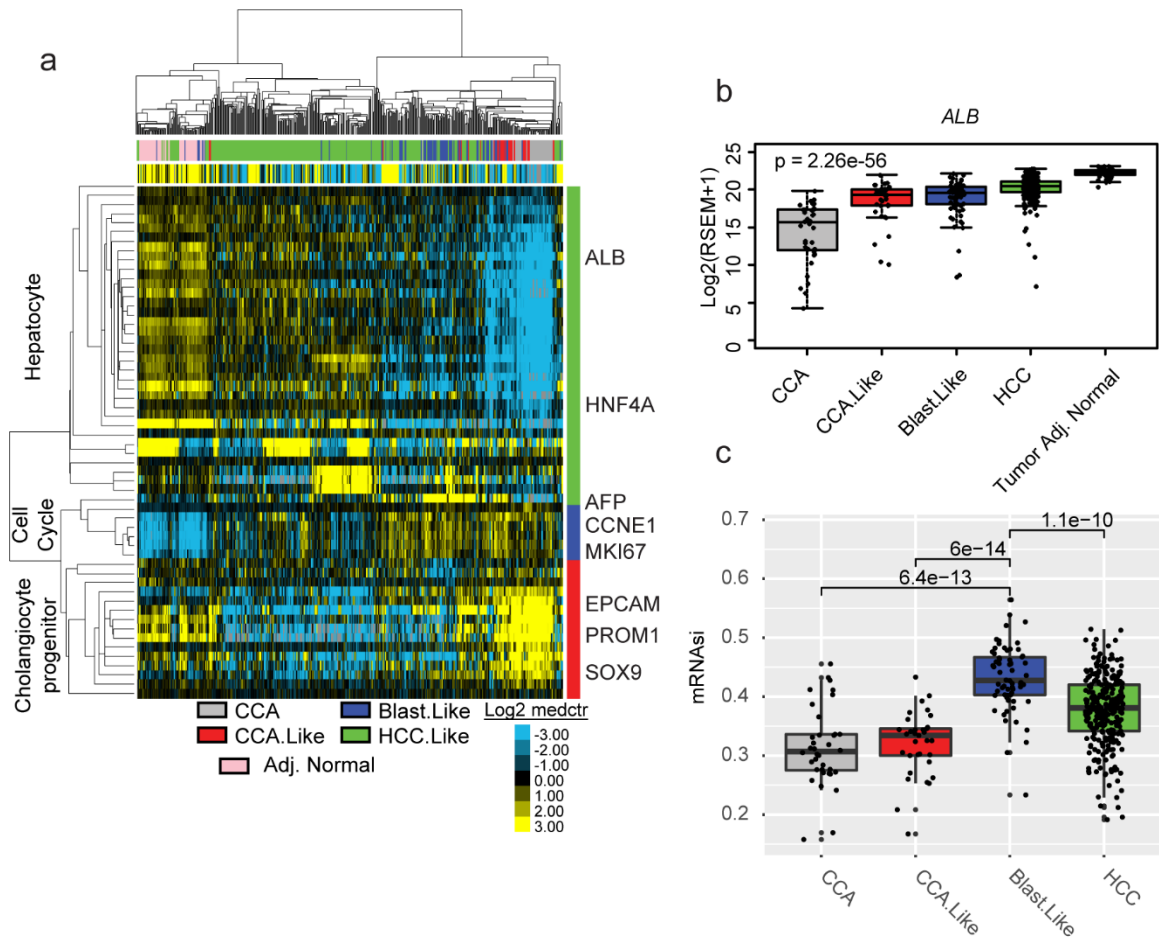 a
Hepatocyte
Cell
Cycle
Cholangiocyte
progenitor
ALB
HNF4A
AFP
CCNE1
MKI67
EPCAM
PROM1
SOX9
CCA
Blast.Like
CCA.Like
HCC.Like
Adj. Normal
Log2 medctr
-3.00
-2.00
-1.00
0.00
1.00
2.00
3.00
b
ALB
p = 2.26e-56
Log2(RSEM+1)
25
20
15
10
5
0
CCA
CCA.Like
Blast.Like
HCC
Tumor Adj. Normal
c
1.1e-10
6e-14
6.4e-13
mRNAsi
0.7
0.6
0.5
0.4
0.3
0.2
CCA
CCA.Like
Blast.Like
HCC